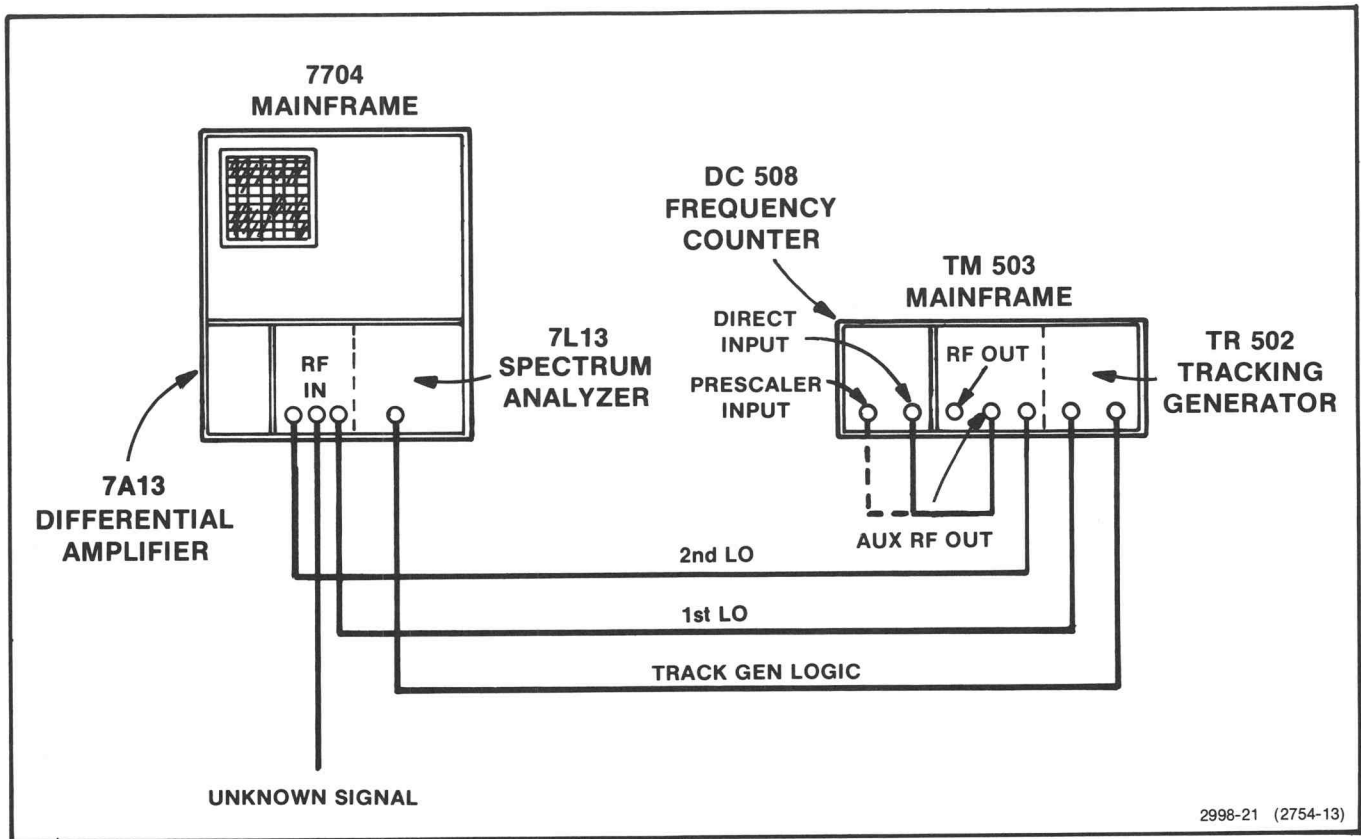 7704
MAINFRAME
DC 508
FREQUENCY
COUNTER
TM 503
MAINFRAME
DIRECT
INPUT
RF OUT
7L13
SPECTRUM
ANALYZER
RF
IN
TR 502
TRACKING
GENERATOR
PRESCALER
INPUT
7A13
DIFFERENTIAL
AMPLIFIER
AUX RF OUT
2nd LO
1st LO
TRACK GEN LOGIC
UNKNOWN SIGNAL
2998-21 (2754-13)